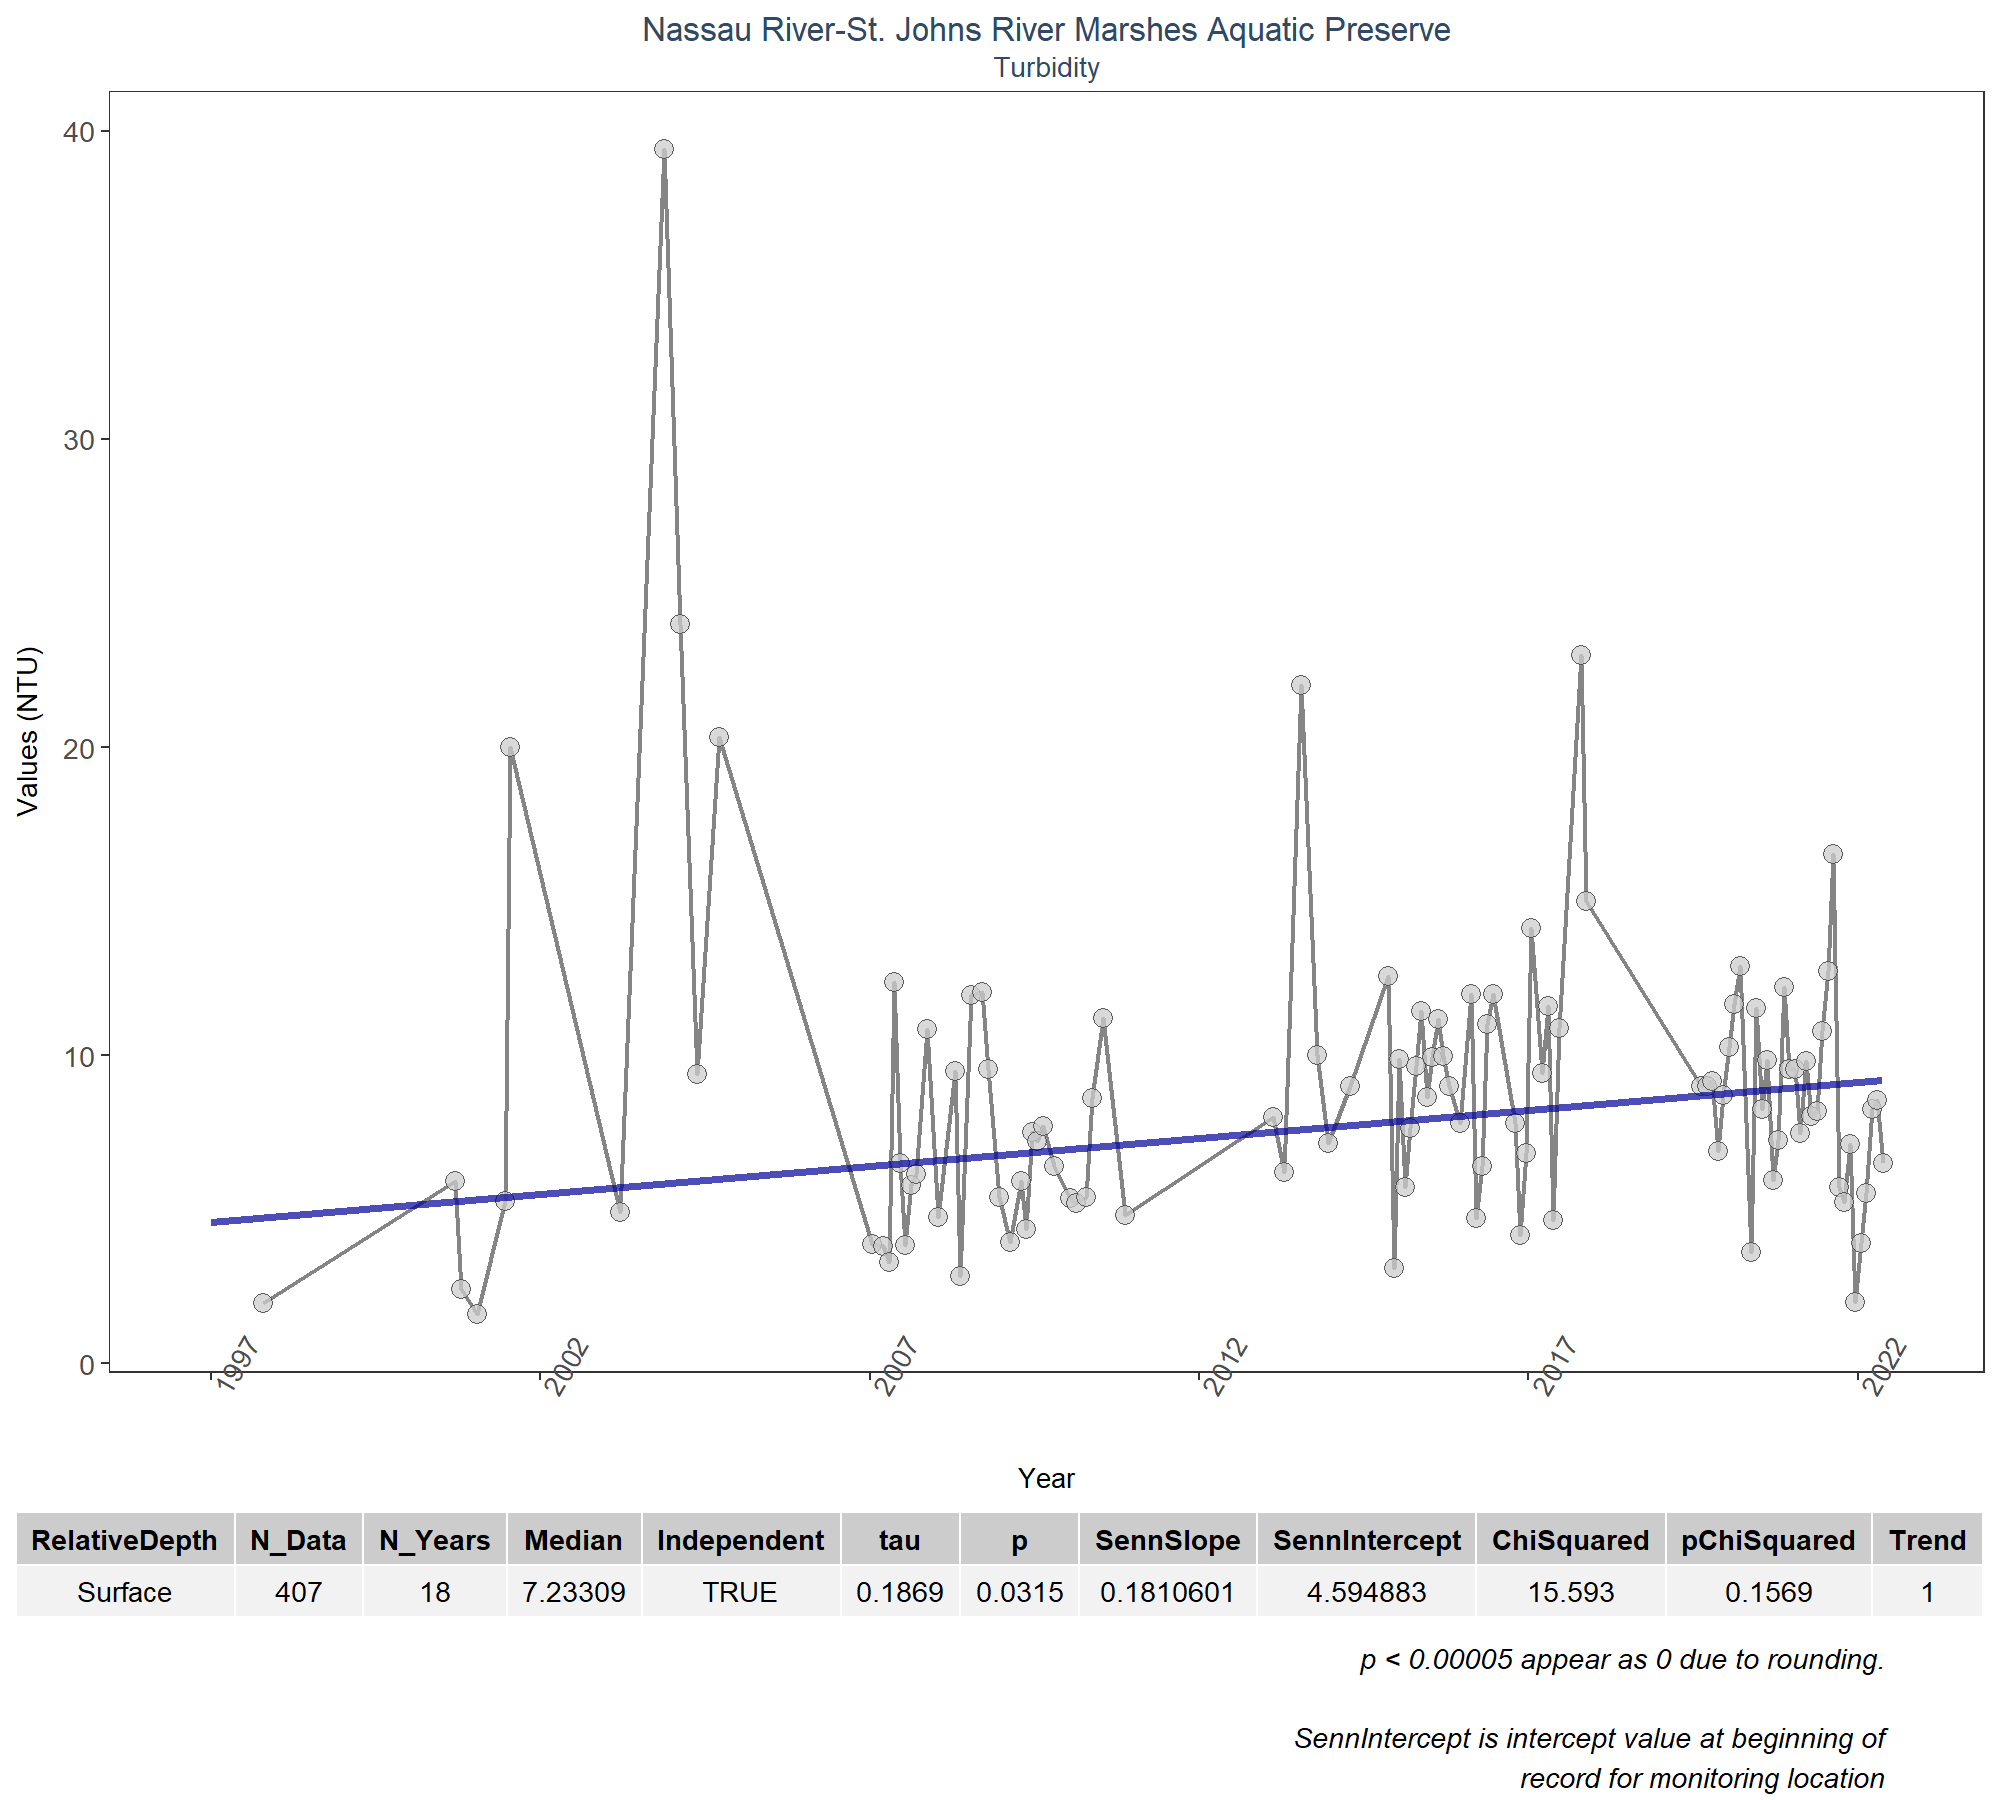 Nassau River-St. Johns River Marshes Aquatic Preserve
Turbidity
40
30
20
10
0
Values (NTU)
1997 2002 2007 2012 2017 2022
Year
RelativeDepth N_Data N_Years Median Independent tau p SennSlope SennIntercept ChiSquared pChiSquared Trend
Surface 407 18 7.23309 TRUE 0.1869 0.0315 0.1810601 4.594883 15.593 0.1569 1
p < 0.00005 appear as 0 due to rounding.
SennIntercept is intercept value at beginning of
record for monitoring location